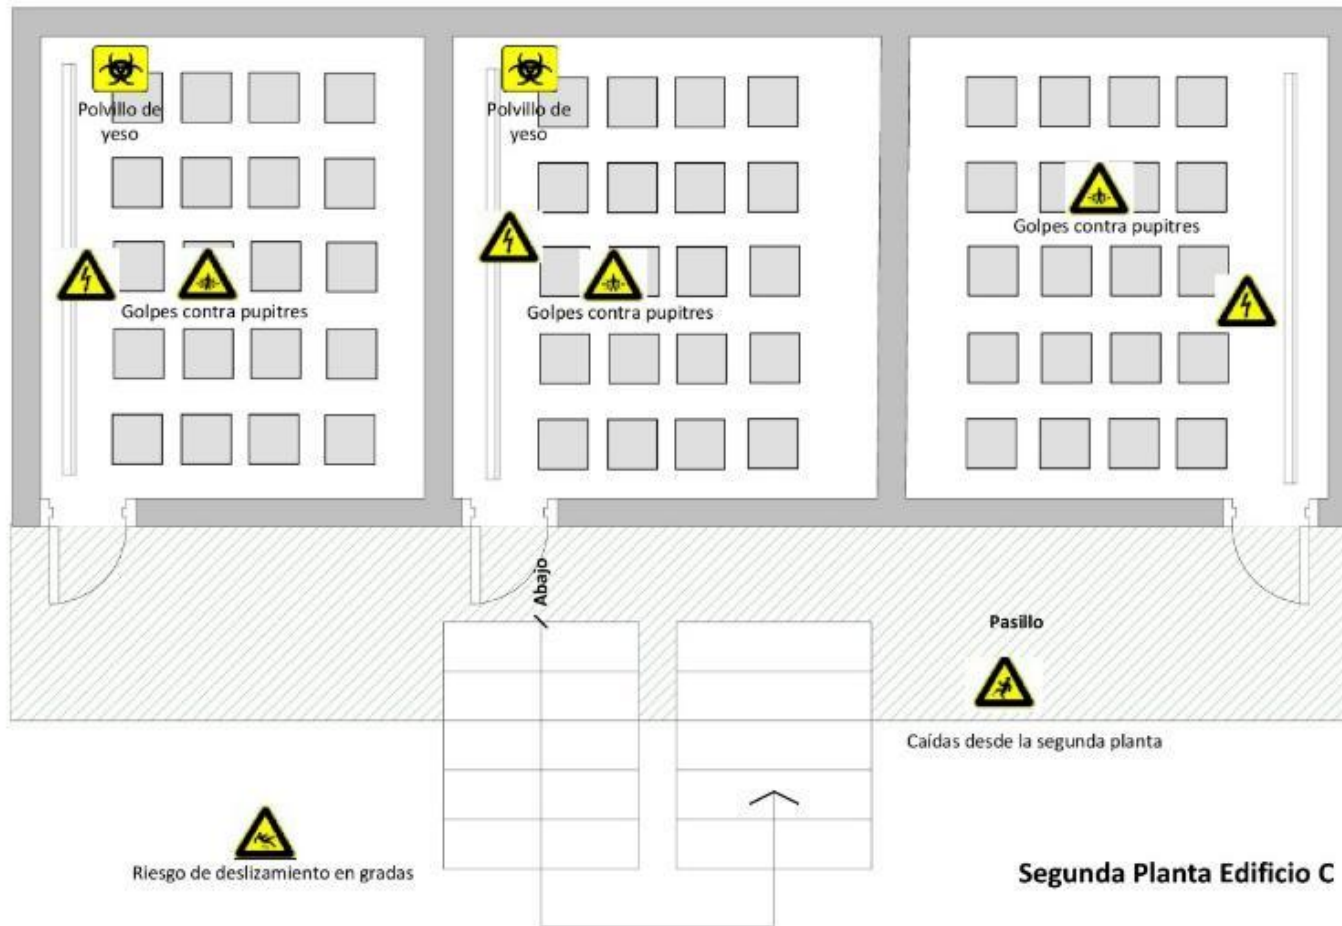 Polvillo de
yeso
Polvillo de
yeso
Golpes contra pupitres
Golpes contra pupitres
Golpes contra pupitres
Abajo
Pasillo
Caídas desde la segunda planta
Riesgo de deslizamiento en gradas
Segunda Planta Edificio C